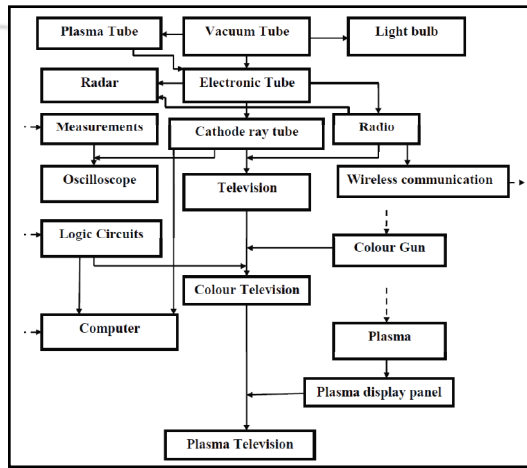 Plasma Tube
Vacuum Tube
Light bulb
Radar
Electronic Tube
Measurements
Cathode ray tube
Radio
Oscilloscope
Television
Wireless communication
Logic Circuits
Colour Gun
Colour Television
Computer
Plasma
Plasma display panel
Plasma Television